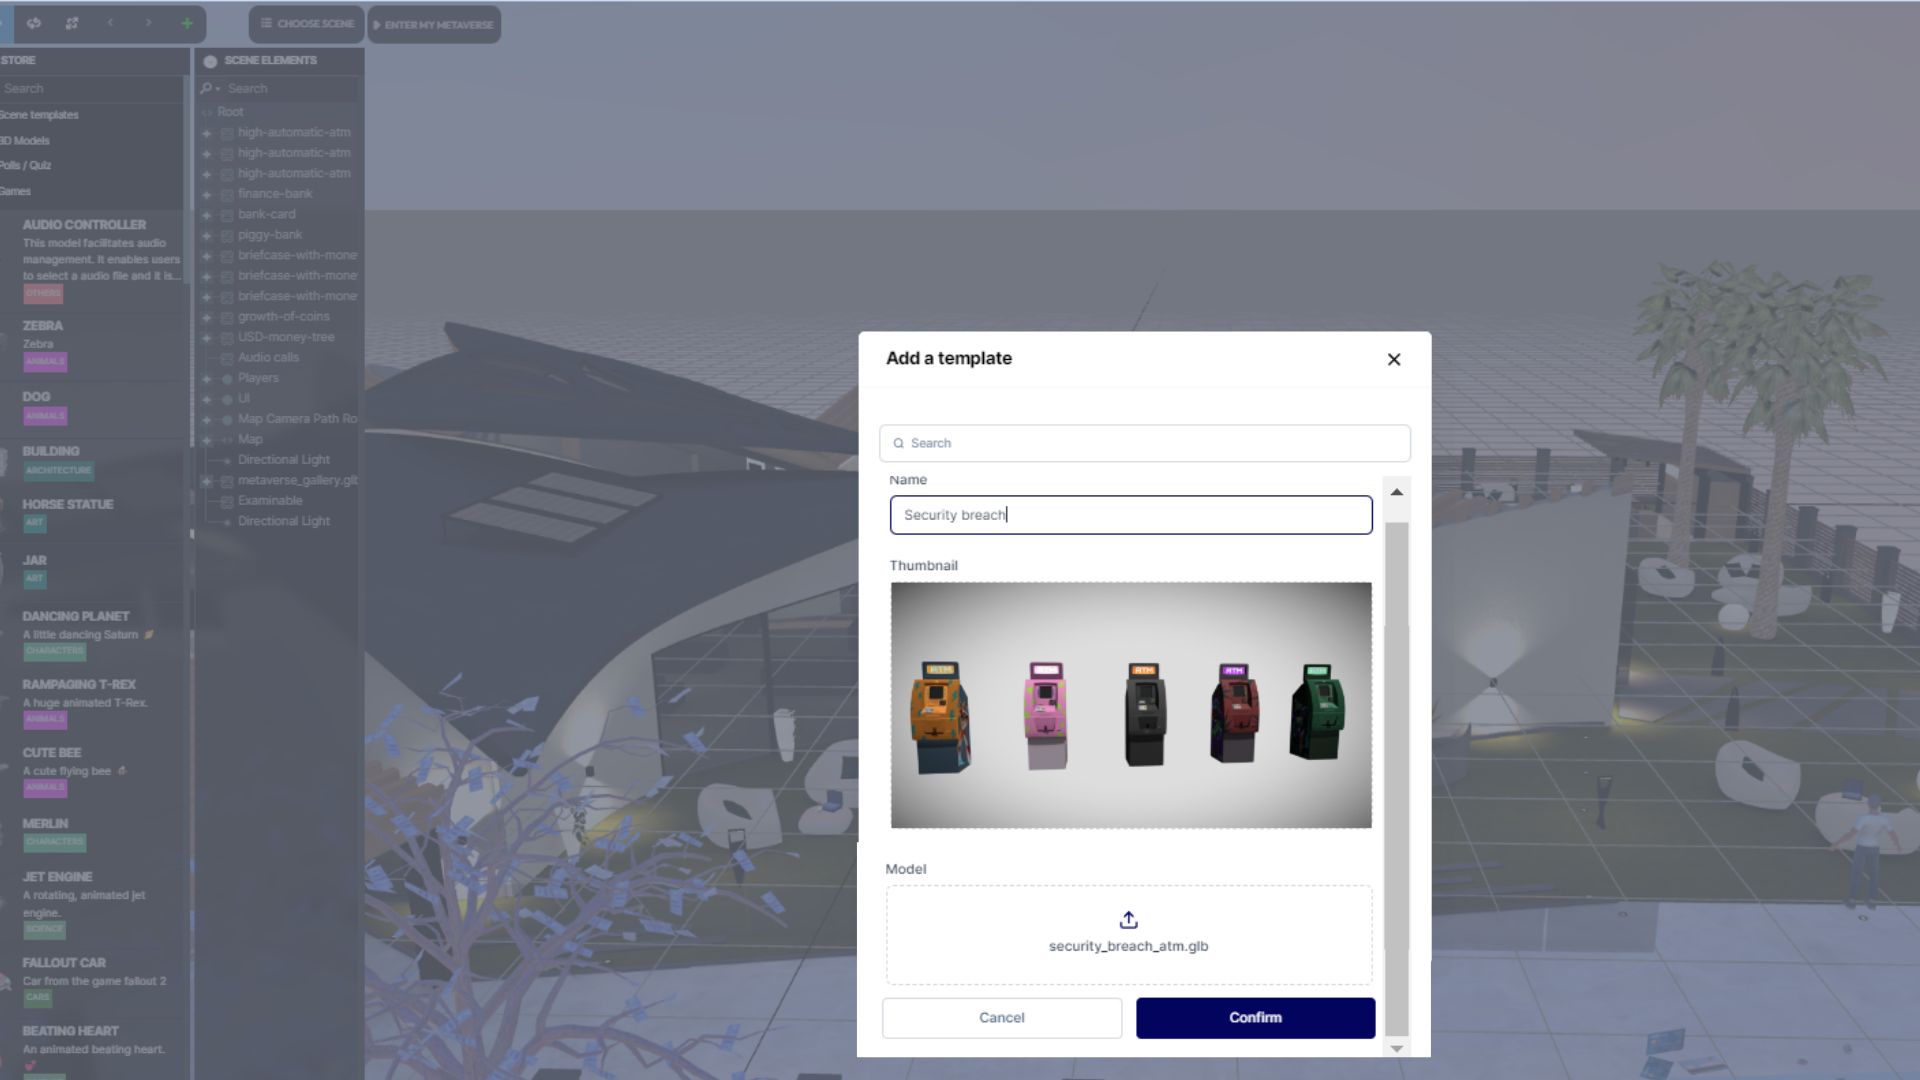 CHOOSE SCENE
ENTER MY METAVERSE
STORE
Search
Scene templates
3D Models
Polls / Quiz
Games
AUDIO CONTROLLER
This model facilitates audio
management. It enables users
to select a audio file and it is...
OTHERS
ZEBRA
Zebra
ANIMALS
DOG
ANIMALS
BUILDING
ARCHITECTURE
HORSE STATUE
ART
JAR
ART
DANCING PLANET
A little dancing Saturn 🪐
CHARACTERS
RAMPAGING T-REX
A huge animated T-Rex.
ANIMALS
CUTE BEE
A cute flying bee 🐝
ANIMALS
MERLIN
CHARACTERS
JET ENGINE
A rotating, animated jet
engine.
SCIENCE
FALLOUT CAR
Car from the game fallout 2
CARS
BEATING HEART
An animated beating heart.
💕
SCENE ELEMENTS
Search
Root
high-automatic-atm
high-automatic-atm
high-automatic-atm
finance-bank
bank-card
piggy-bank
briefcase-with-mone
briefcase-with-mone
briefcase-with-mone
growth-of-coins
USD-money-tree
Audio calls
Players
UI
Map Camera Path Ro
Map
Directional Light
metaverse_gallery.glb
Examinable
Directional Light
Add a template
Search
Name
Security breach
Thumbnail
ATM
ATM
ATM
ATM
ATM
Model
security_breach_atm.glb
Cancel
Confirm